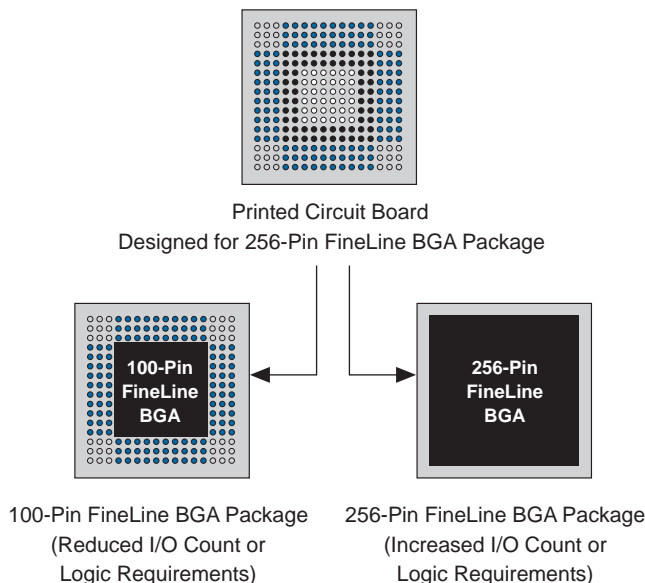 Printed Circuit Board
Designed for 256-Pin FineLine BGA Package
100-Pin
FineLine
BGA
256-Pin
FineLine
BGA
100-Pin FineLine BGA Package
(Reduced I/O Count or
Logic Requirements)
256-Pin FineLine BGA Package
(Increased I/O Count or
Logic Requirements)